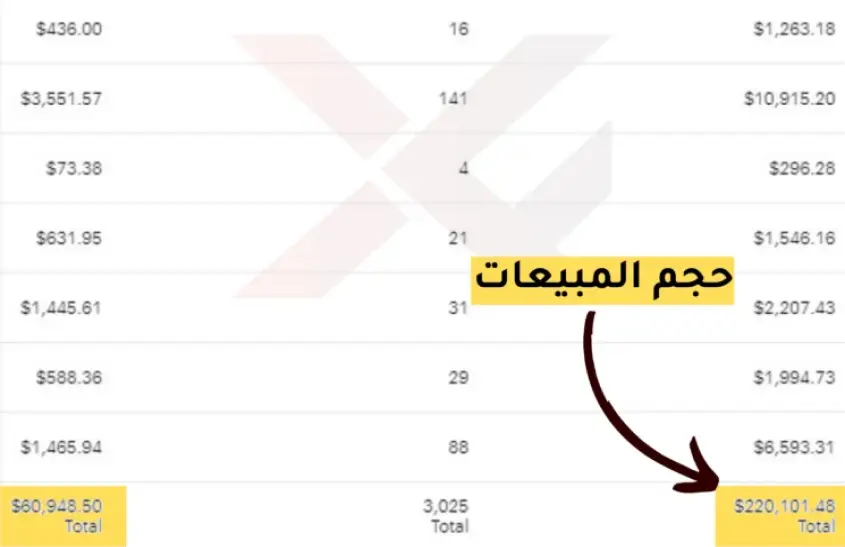 $436.00 16 $1,263.18
$3,551.57 141 $10,915.20
$73.38 4 $296.28
$631.95 21 $1,546.16
حجم المبيعات
$1,445.61 31 $2,207.43
$588.36 29 $1,994.73
$1,465.94 88 $6,593.31
$60,948.50 3,025 $220,101.48
Total Total Total